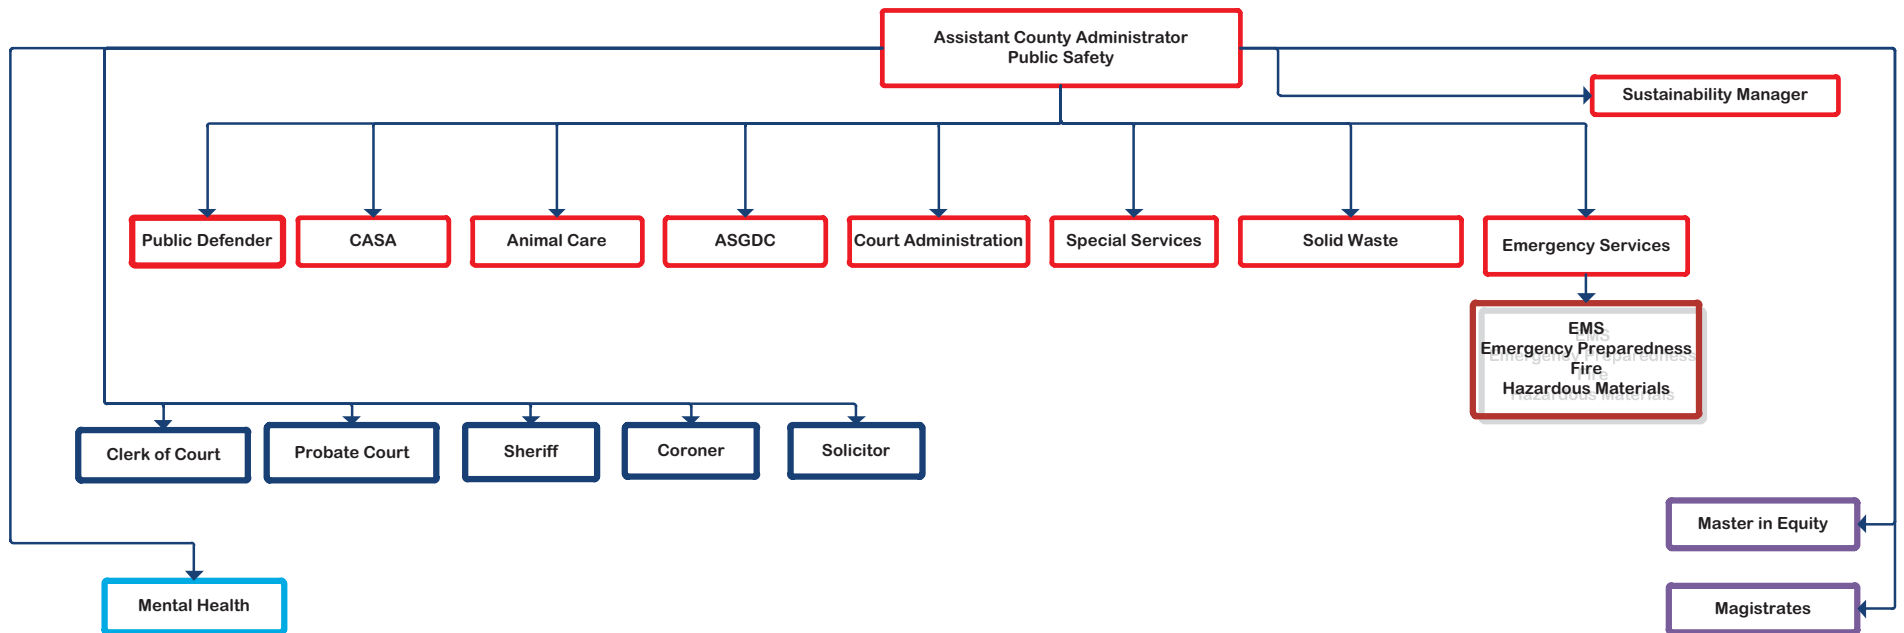 Assistant County Administrator
Public Safety
Sustainability Manager
Public Defender
CASA
Animal Care
ASGDC
Court Administration
Special Services
Solid Waste
Emergency Services
EMS
Emergency Preparedness
Fire
Hazardous Materials
Clerk of Court
Probate Court
Sheriff
Coroner
Solicitor
Master in Equity
Mental Health
Magistrates